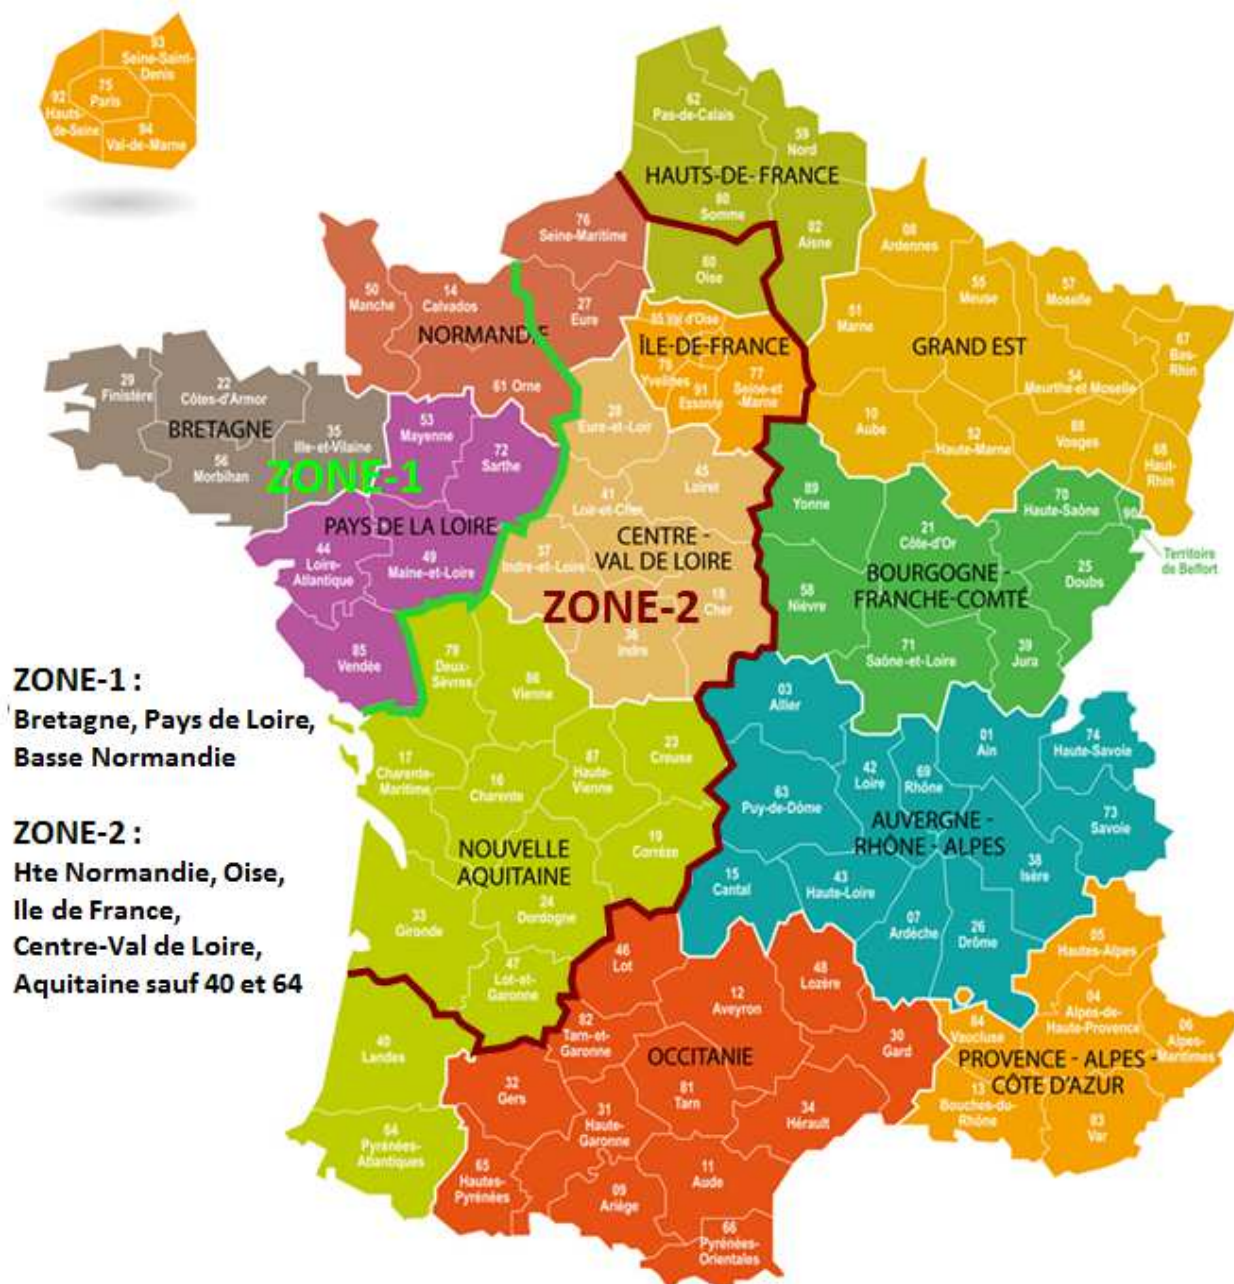 93
Seine-Saint-
Denis
75
Paris
92
Hauts-
de-Seine
94
Val-de-Marne
62
Pas-de-Calais
59
Nord
HAUTS-DE-FRANCE
80
Somme
02
Aisne
60
Oise
76
Seine-Maritime
27
Eure
50
Manche
14
Calvados
NORMANDIE
61 Orne
08
Ardennes
51
Marne
55
Meuse
57
Moselle
GRAND EST
67
Bas-
Rhin
54
Meurthe-et Moselle
10
Aube
52
Haute-Marne
88
Vosges
68
Haut-
Rhin
95 Val d'Oise
ÎLE-DE-FRANCE
78
Yvelines
91
Essonne
77
Seine-et
Marne
29
Finistère
22
Côtes-d'Armor
BRETAGNE
35
Ille-et-Vilaine
56
Morbihan
ZONE-1
53
Mayenne
72
Sarthe
PAYS DE LA LOIRE
44
Loire-
Atlantique
49
Maine-et-Loire
85
Vendée
28
Eure-et-Loir
45
Loiret
41
Loir-et-Cher
CENTRE -
VAL DE LOIRE
37
Indre-et-Loire
18
Cher
ZONE-2
36
Indre
89
Yonne
21
Côte-d'Or
70
Haute-Saône
90
Territoire
de Belfort
25
Doubs
BOURGOGNE -
FRANCHE-COMTÉ
58
Nièvre
71
Saône-et-Loire
39
Jura
ZONE-1 :
Bretagne, Pays de Loire,
Basse Normandie
ZONE-2 :
Hte Normandie, Oise,
Ile de France,
Centre-Val de Loire,
Aquitaine sauf 40 et 64
79
Deux-
Sèvres
86
Vienne
17
Charente-
Maritime
16
Charente
87
Haute-
Vienne
23
Creuse
19
Corrèze
NOUVELLE
AQUITAINE
24
Dordogne
33
Gironde
47
Lot-et-
Garonne
40
Landes
64
Pyrénées-
Atlantiques
03
Allier
01
Ain
74
Haute-Savoie
63
Puy-de-Dôme
42
Loire
69
Rhône
73
Savoie
AUVERGNE -
RHÔNE - ALPES
15
Cantal
43
Haute-Loire
38
Isère
07
Ardèche
26
Drôme
46
Lot
48
Lozère
12
Aveyron
82
Tarn-et-
Garonne
OCCITANIE
30
Gard
32
Gers
81
Tarn
31
Haute-
Garonne
34
Hérault
65
Hautes-
Pyrénées
09
Ariège
11
Aude
66
Pyrénées-
Orientales
05
Hautes-Alpes
04
Alpes-de-
Haute-Provence
06
Alpes-
Maritimes
84
Vaucluse
PROVENCE - ALPES -
CÔTE D'AZUR
13
Bouches-du-
Rhône
83
Var